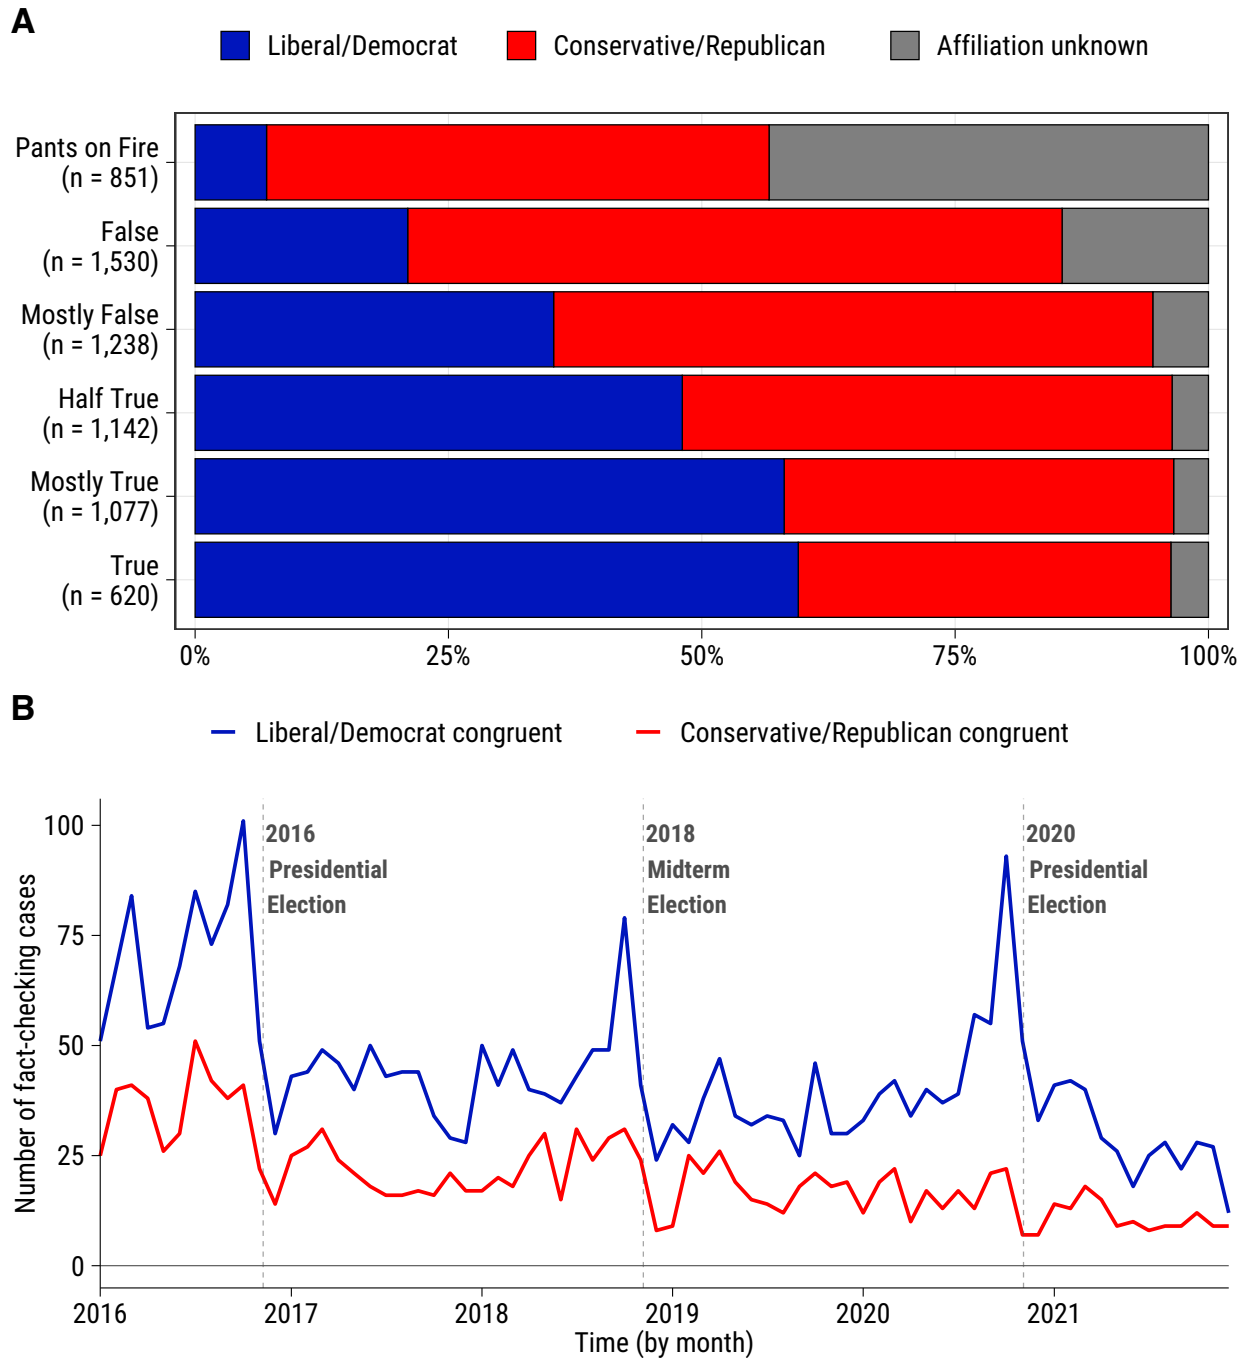 A
Liberal/Democrat
Conservative/Republican
Affiliation unknown
Pants on Fire
(n = 851)
False
(n = 1,530)
Mostly False
(n = 1,238)
Half True
(n = 1,142)
Mostly True
(n = 1,077)
True
(n = 620)
0%
25%
50%
75%
100%
B
Liberal/Democrat congruent
Conservative/Republican congruent
Number of fact-checking cases
100
75
50
25
0
2016
Presidential
Election
2018
Midterm
Election
2020
Presidential
Election
2016
2017
2018
2019
2020
2021
Time (by month)